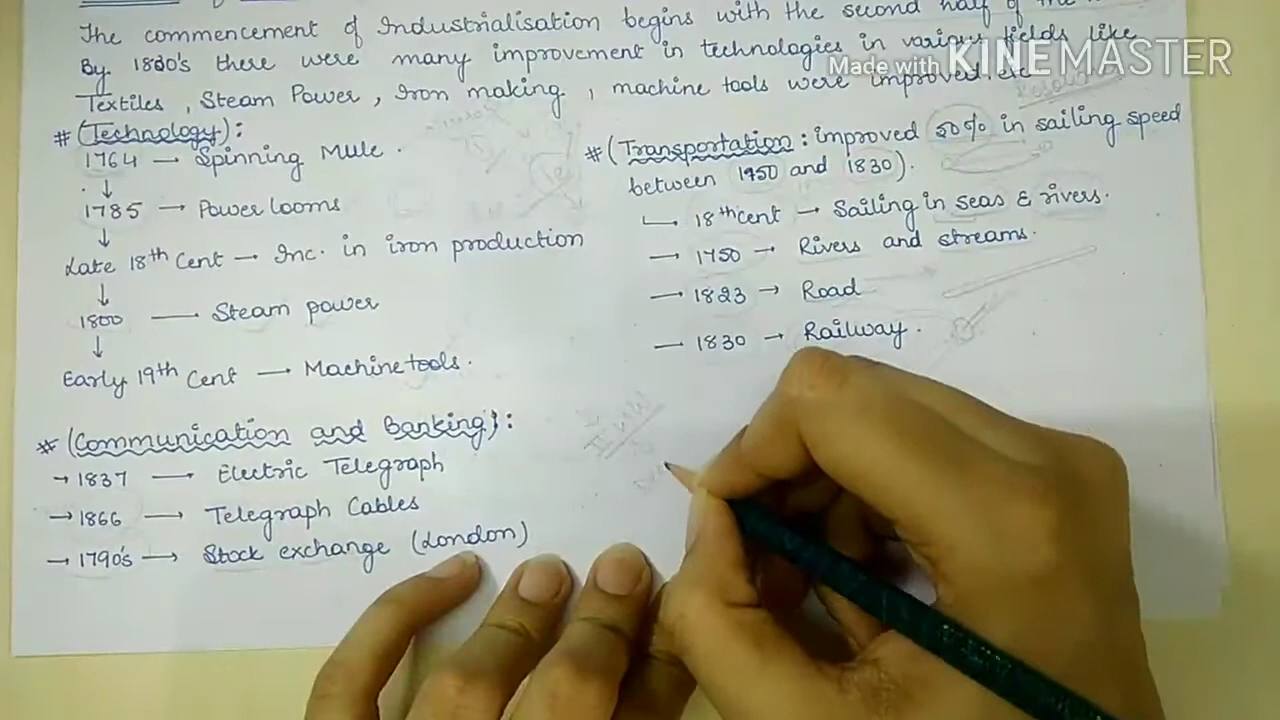 The commencement of Industrialisation begins with the second half of the
By 1800's there were many improvement in technologies in various fields like
Textiles, Steam Power, Iron making, machine tools were improved, etc
Made with KINEMASTER
# (Technology):
1764 → Spinning Mule.
↓
1785 → Power looms
↓
Late 18th Cent → Inc. in iron production
↓
1800 — Steam power
↓
Early 19th Cent — Machine tools.
# (Communication and Banking):
→ 1837 — Electric Telegraph
→ 1866 — Telegraph Cables
→ 1790's → Stock exchange (London)
# (Transportation: improved 50% in sailing speed
between 1750 and 1830).
18th cent → Sailing in seas & rivers.
— 1750 → Rivers and streams.
— 1823 → Road
— 1830 → Railway.